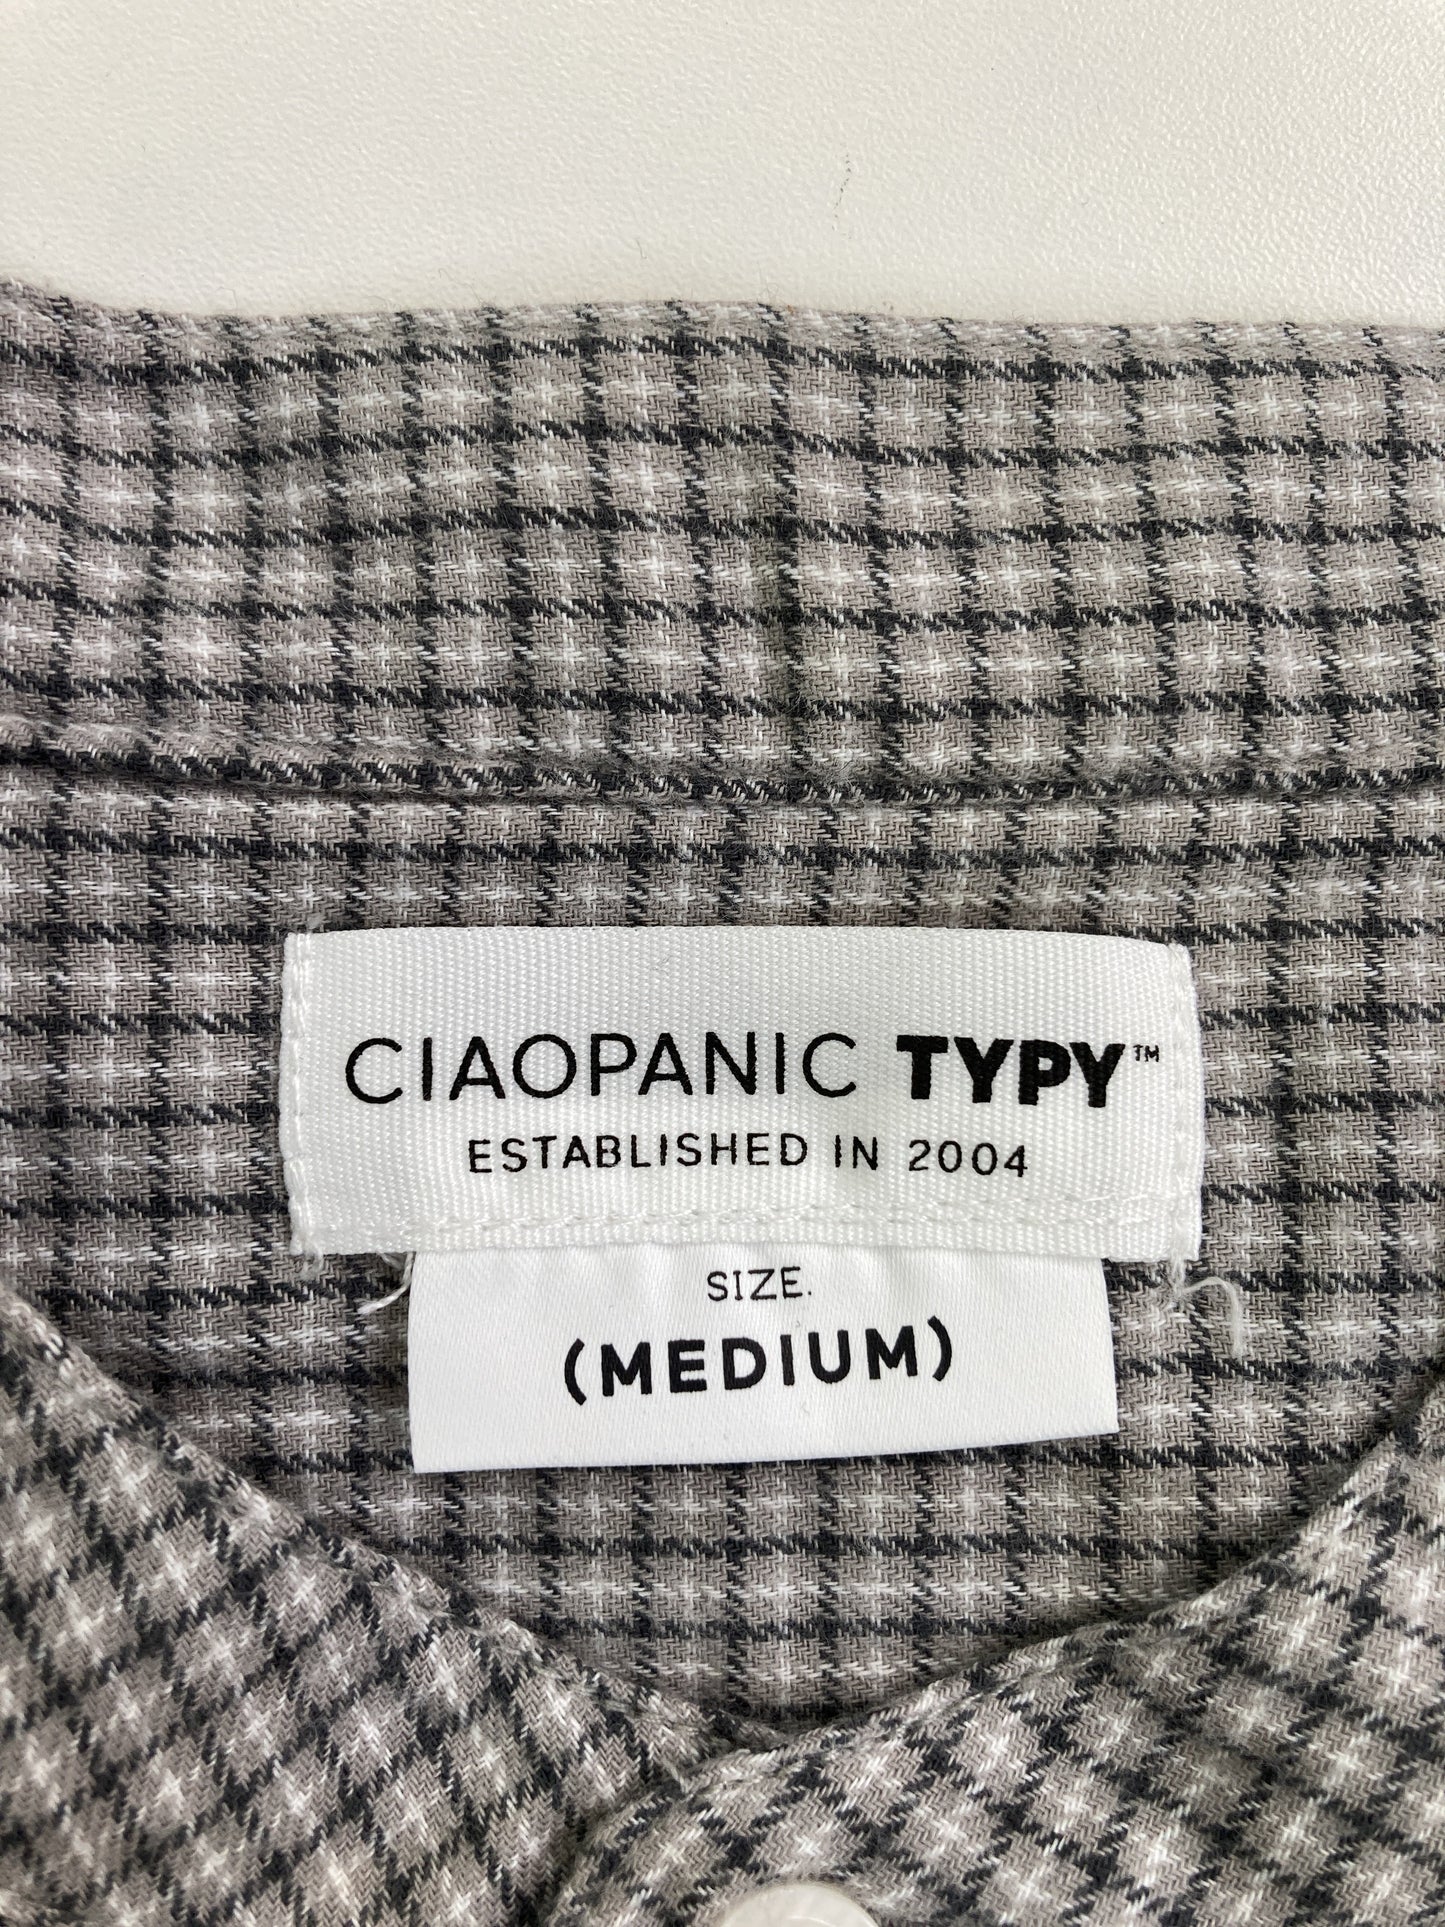 CIAOPANIC TYPY™
ESTABLISHED IN 2004
SIZE.
(MEDIUM)